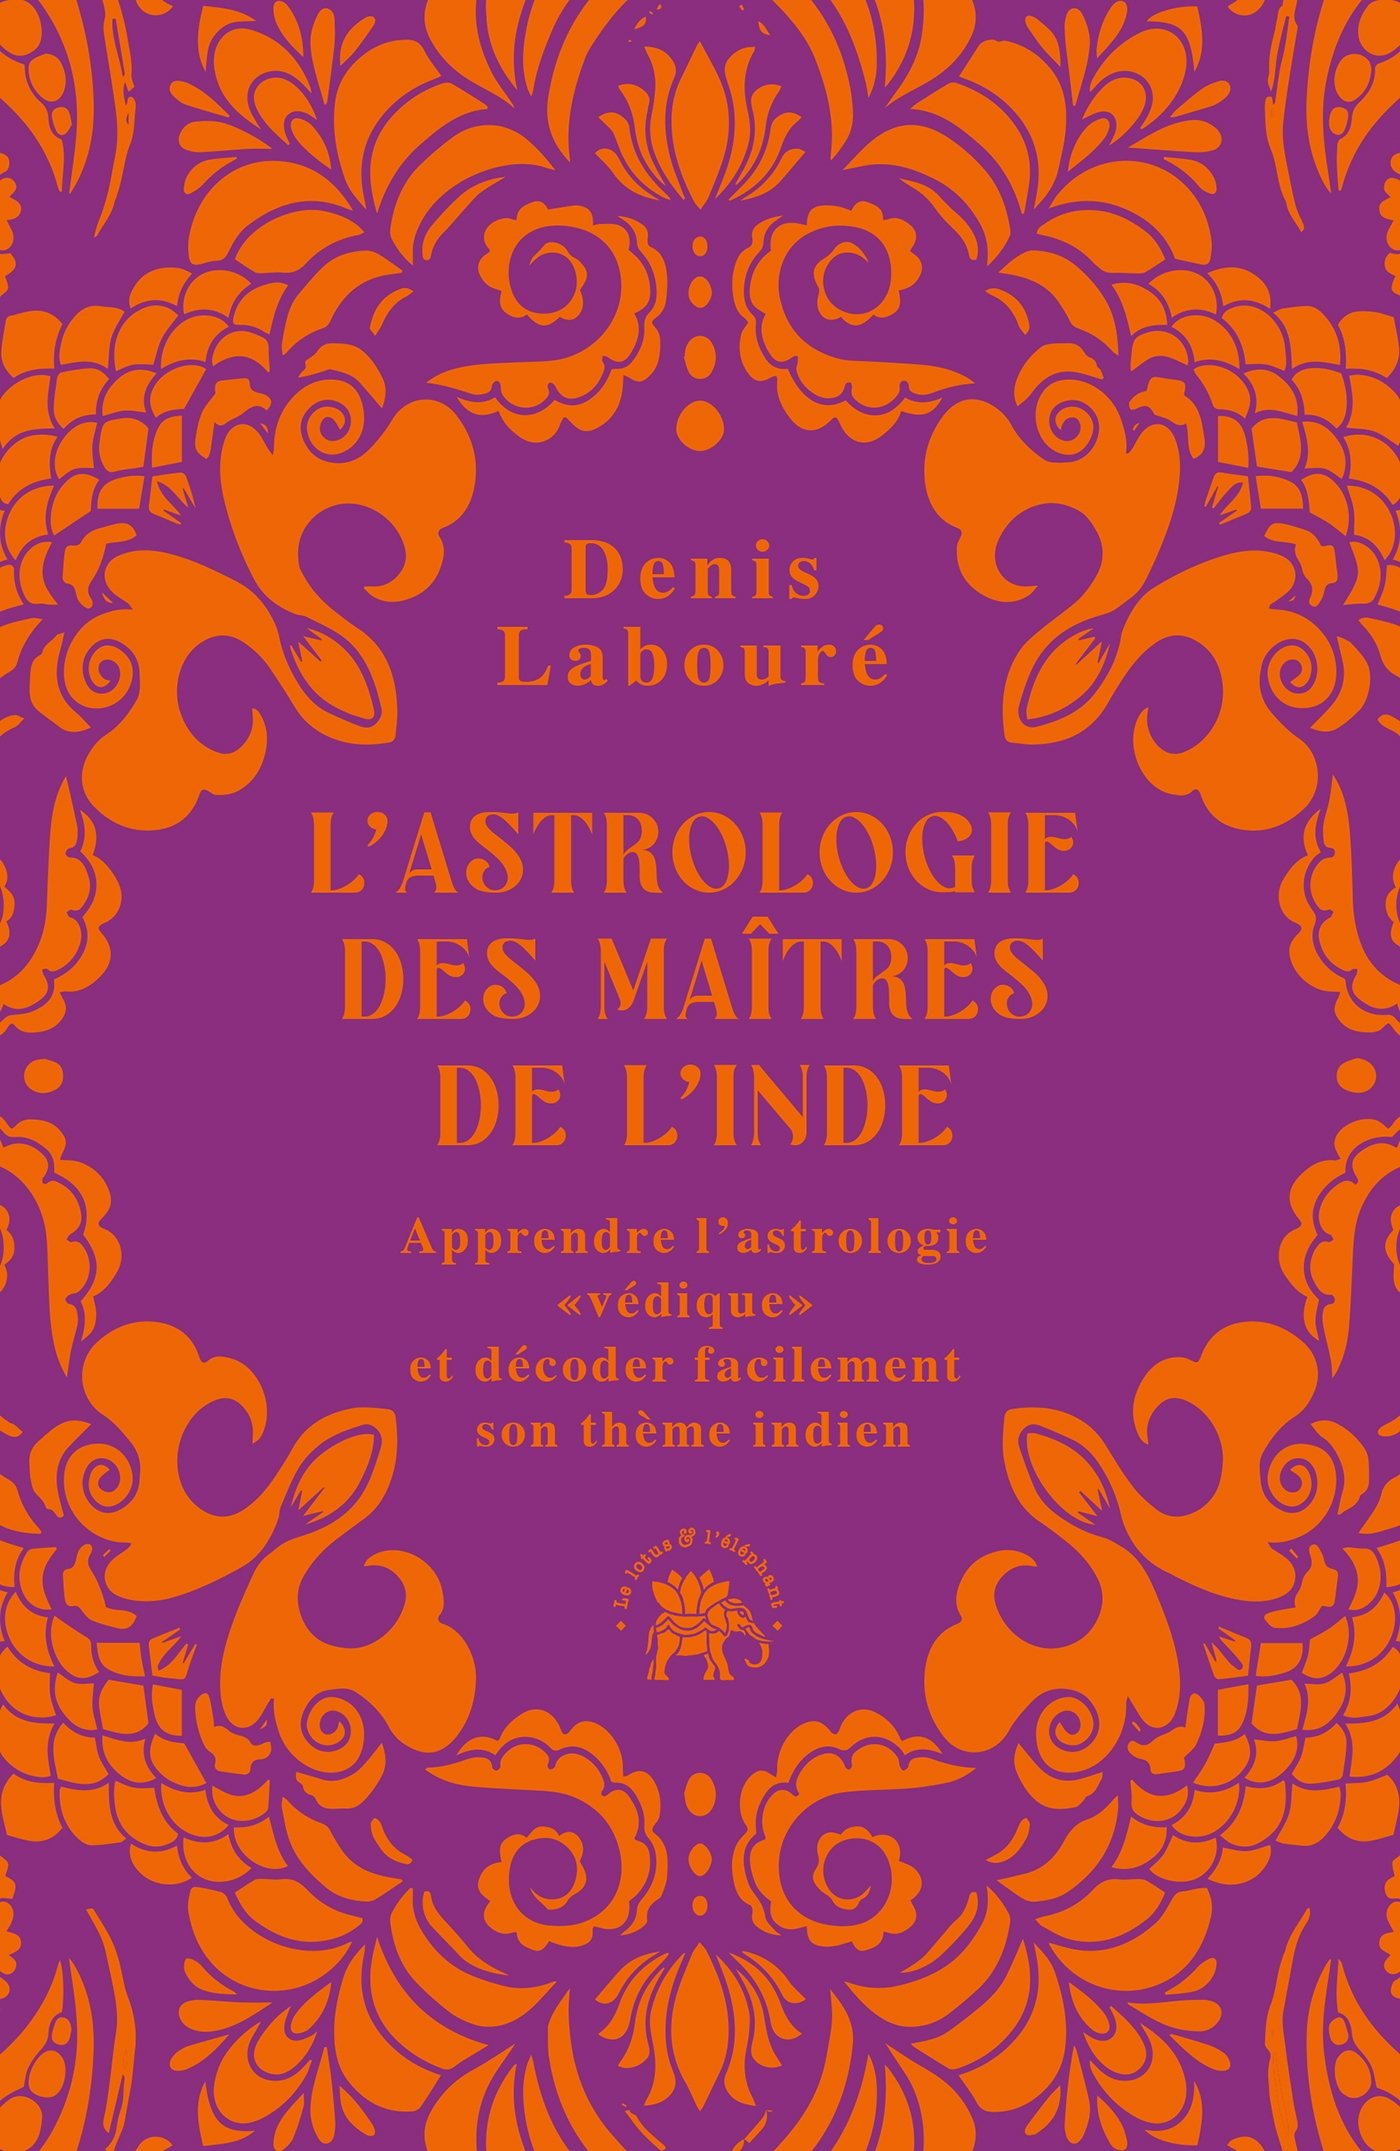 Denis
Labouré
L’ASTROLOGIE
DES MAÎTRES
DE L’INDE
Apprendre l’astrologie
«védique»
et décoder facilement
son thème indien
Le lotus & l’éléphant